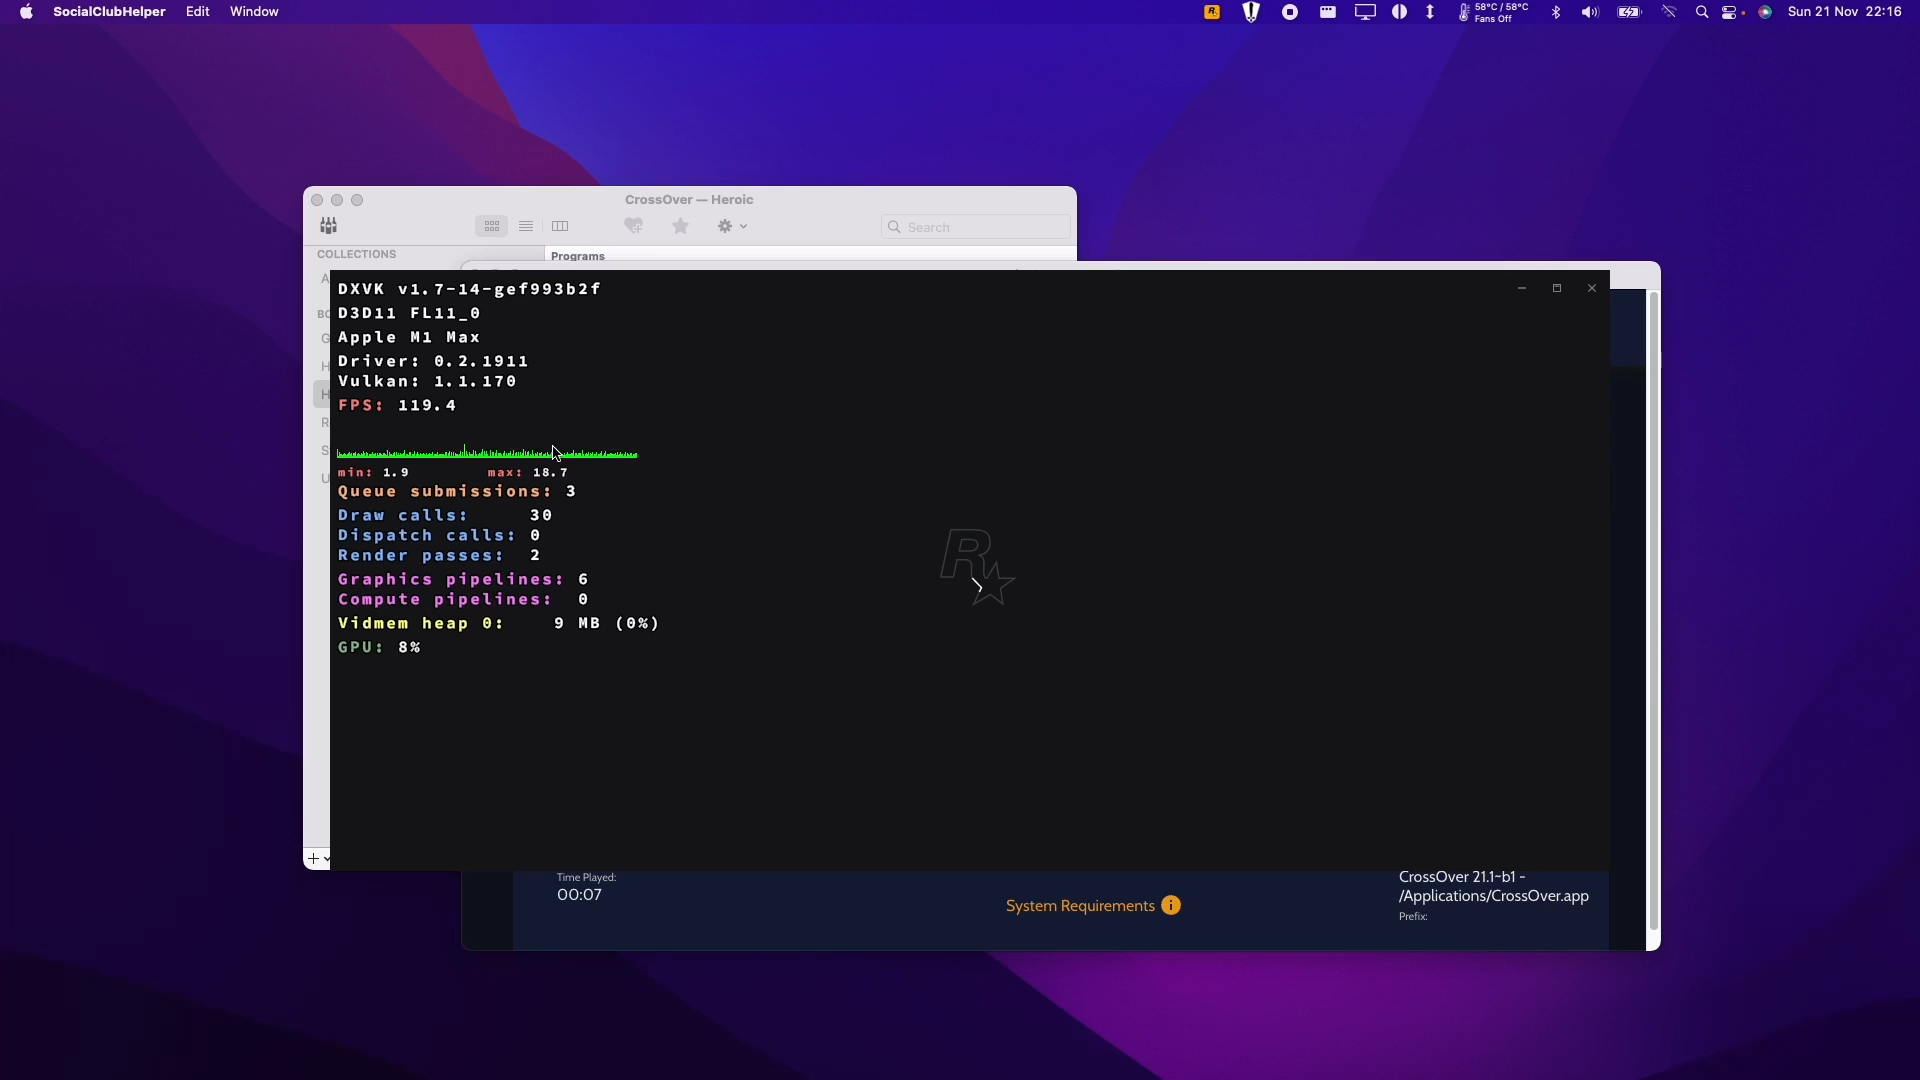 SocialClubHelper Edit Window
58°C / 58°C
Fans Off
Sun 21 Nov 22:16
CrossOver — Heroic
Search
COLLECTIONS
Programs
DXVK v1.7-14-gef993b2f
D3D11 FL11_0
Apple M1 Max
Driver: 0.2.1911
Vulkan: 1.1.170
FPS: 119.4
min: 1.9 max: 18.7
Queue submissions: 3
Draw calls: 30
Dispatch calls: 0
Render passes: 2
Graphics pipelines: 6
Compute pipelines: 0
Vidmem heap 0: 9 MB (0%)
GPU: 8%
R
Time Played:
00:07
System Requirements i
CrossOver 21.1~b1 -
/Applications/CrossOver.app
Prefix: